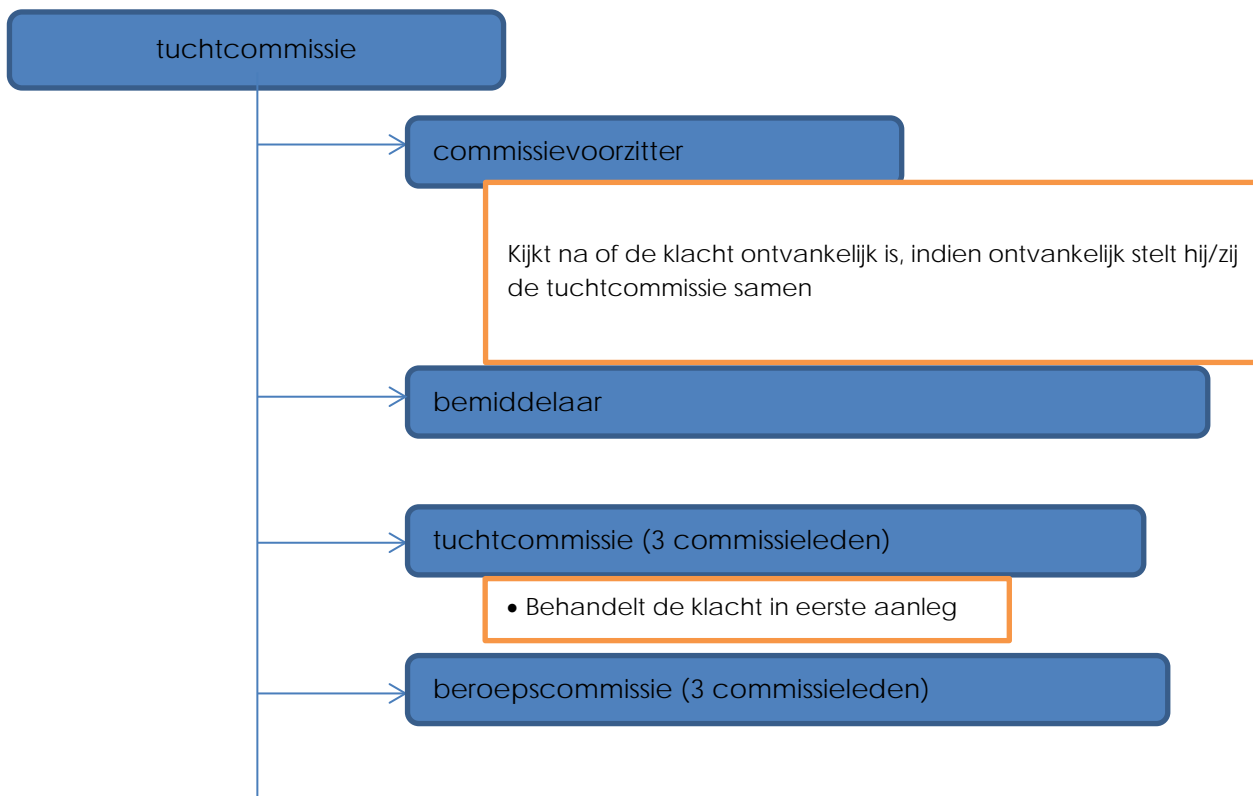 tuchtcommissie
commissievoorzitter
Kijkt na of de klacht ontvankelijk is, indien ontvankelijk stelt hij/zij
de tuchtcommissie samen
bemiddelaar
tuchtcommissie (3 commissieleden)
• Behandelt de klacht in eerste aanleg
beroepscommissie (3 commissieleden)